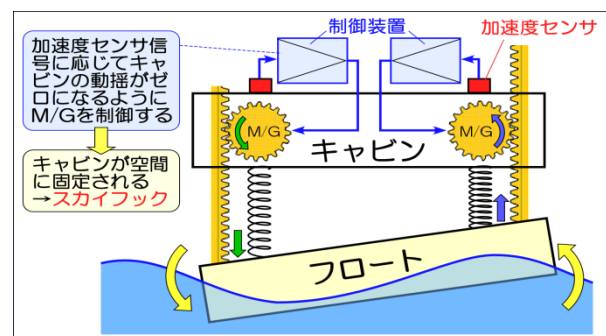 加速度センサ信
号に応じてキャ
ビンの動揺がゼ
ロになるように
M/Gを制御する
キャビンが空間
に固定される
→スカイフック
制御装置
加速度センサ
M/G
M/G
キャビン
フロート